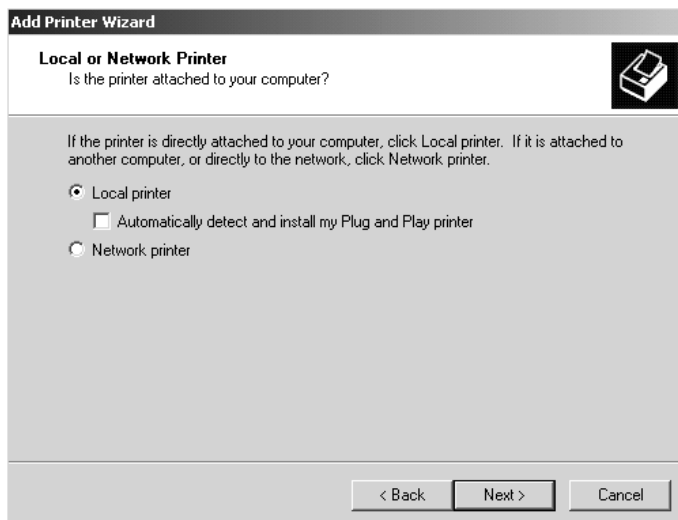 Add Printer Wizard
Local or Network Printer
Is the printer attached to your computer?
If the printer is directly attached to your computer, click Local printer. If it is attached to
another computer, or directly to the network, click Network printer.
Local printer
Automatically detect and install my Plug and Play printer
Network printer
< Back Next > Cancel